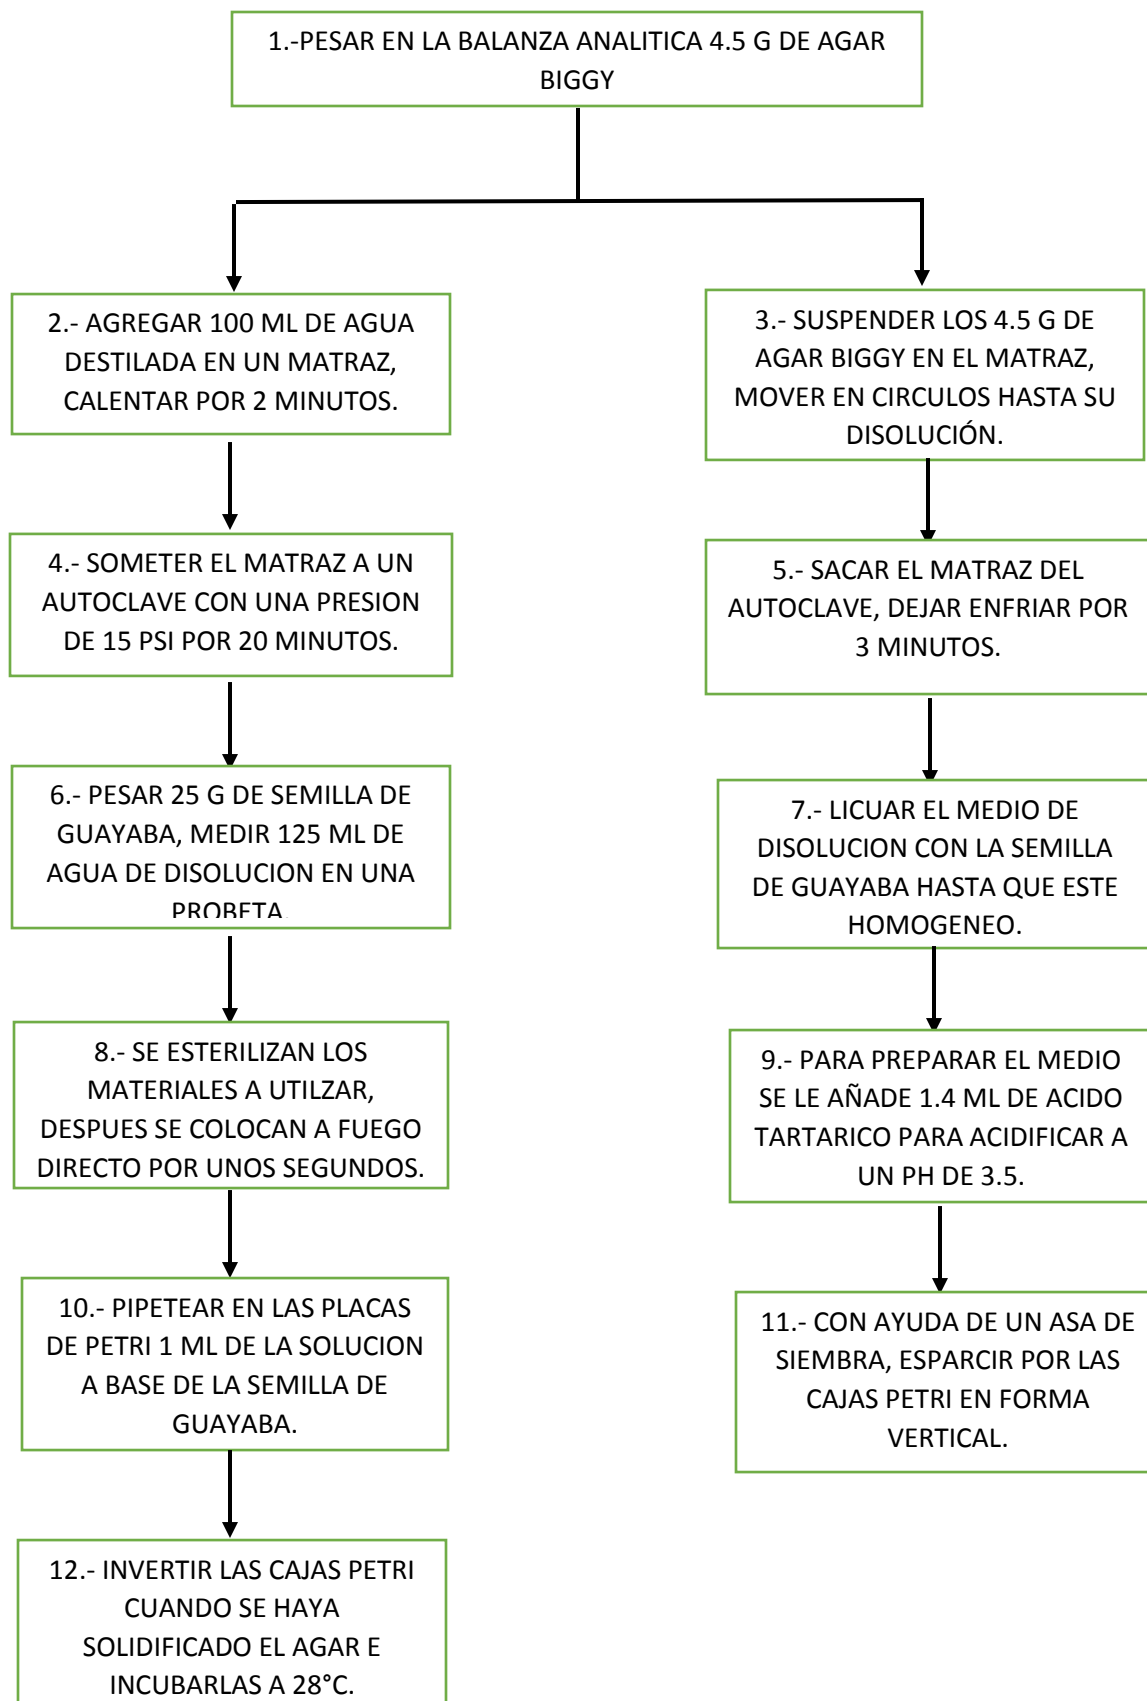 1.-PESAR EN LA BALANZA ANALITICA 4.5 G DE AGAR
BIGGY
2.- AGREGAR 100 ML DE AGUA
DESTILADA EN UN MATRAZ,
CALENTAR POR 2 MINUTOS.
3.- SUSPENDER LOS 4.5 G DE
AGAR BIGGY EN EL MATRAZ,
MOVER EN CIRCULOS HASTA SU
DISOLUCIÓN.
4.- SOMETER EL MATRAZ A UN
AUTOCLAVE CON UNA PRESION
DE 15 PSI POR 20 MINUTOS.
5.- SACAR EL MATRAZ DEL
AUTOCLAVE, DEJAR ENFRIAR POR
3 MINUTOS.
6.- PESAR 25 G DE SEMILLA DE
GUAYABA, MEDIR 125 ML DE
AGUA DE DISOLUCION EN UNA
PROBETA.
7.- LICUAR EL MEDIO DE
DISOLUCION CON LA SEMILLA
DE GUAYABA HASTA QUE ESTE
HOMOGENEO.
8.- SE ESTERILIZAN LOS
MATERIALES A UTILZAR,
DESPUES SE COLOCAN A FUEGO
DIRECTO POR UNOS SEGUNDOS.
9.- PARA PREPARAR EL MEDIO
SE LE AÑADE 1.4 ML DE ACIDO
TARTARICO PARA ACIDIFICAR A
UN PH DE 3.5.
10.- PIPETEAR EN LAS PLACAS
DE PETRI 1 ML DE LA SOLUCION
A BASE DE LA SEMILLA DE
GUAYABA.
11.- CON AYUDA DE UN ASA DE
SIEMBRA, ESPARCIR POR LAS
CAJAS PETRI EN FORMA
VERTICAL.
12.- INVERTIR LAS CAJAS PETRI
CUANDO SE HAYA
SOLIDIFICADO EL AGAR E
INCUBARLAS A 28°C.